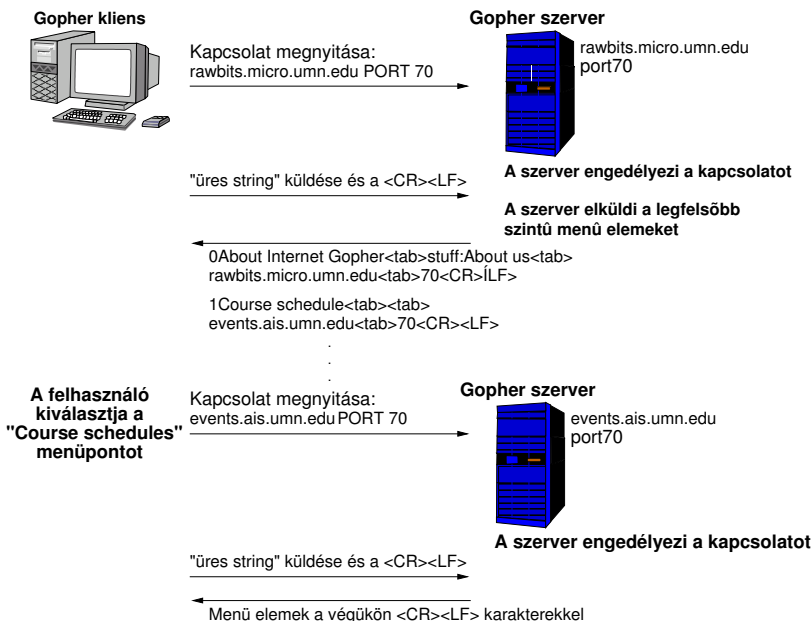 Gopher kliens
Gopher szerver
Kapcsolat megnyitása:
rawbits.micro.umn.edu PORT 70
rawbits.micro.umn.edu
port70
A szerver engedélyezi a kapcsolatot
"üres string" küldése és a <CR><LF>
A szerver elküldi a legfelsõbb
szintû menû elemeket
0About Internet Gopher<tab>stuff:About us<tab>
rawbits.micro.umn.edu<tab>70<CR>ÍLF>
1Course schedule<tab><tab>
events.ais.umn.edu<tab>70<CR><LF>
.
.
.
A felhasználó
kiválasztja a
"Course schedules"
menüpontot
Kapcsolat megnyitása:
events.ais.umn.edu PORT 70
Gopher szerver
events.ais.umn.edu
port70
A szerver engedélyezi a kapcsolatot
"üres string" küldése és a <CR><LF>
Menü elemek a végükön <CR><LF> karakterekkel